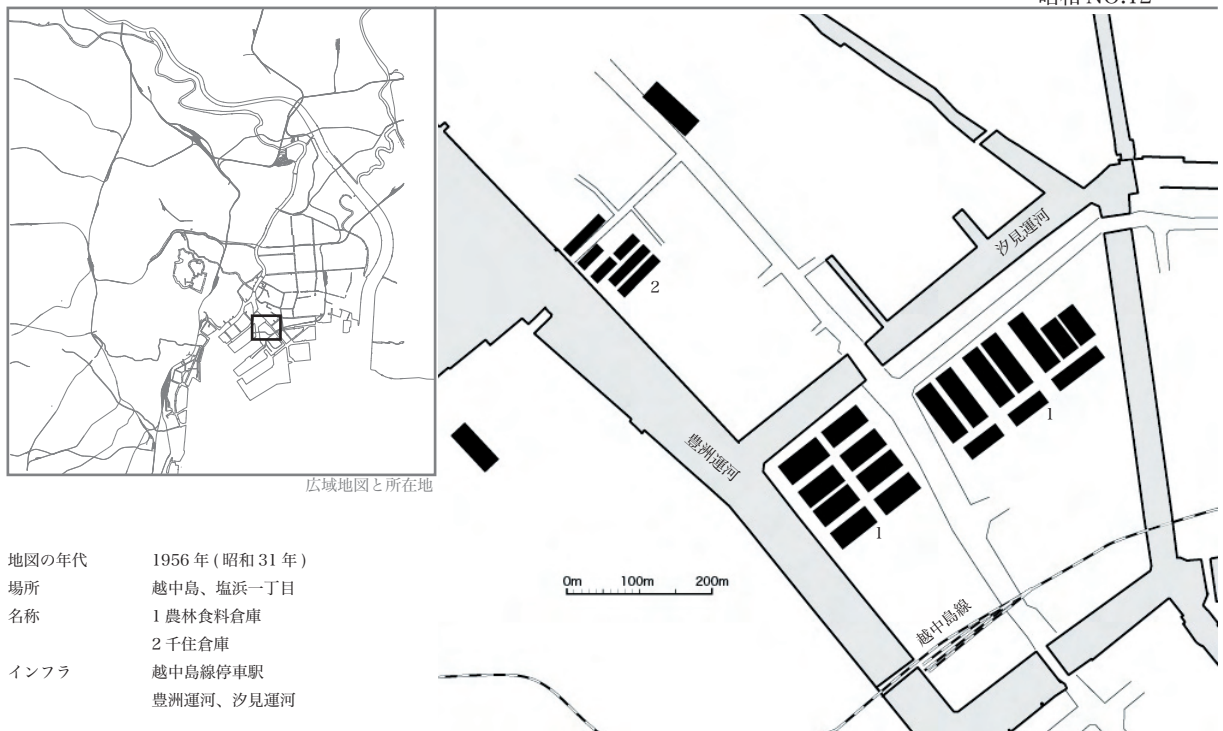 昭和 NO.12
汐見運河
2
1
豊洲運河
1
広域地図と所在地
0m 100m 200m
越中島線
地図の年代 1956 年 ( 昭和 31 年 )
場所 越中島、塩浜一丁目
名称 1 農林食料倉庫
2 千住倉庫
インフラ 越中島線停車駅
豊洲運河、汐見運河